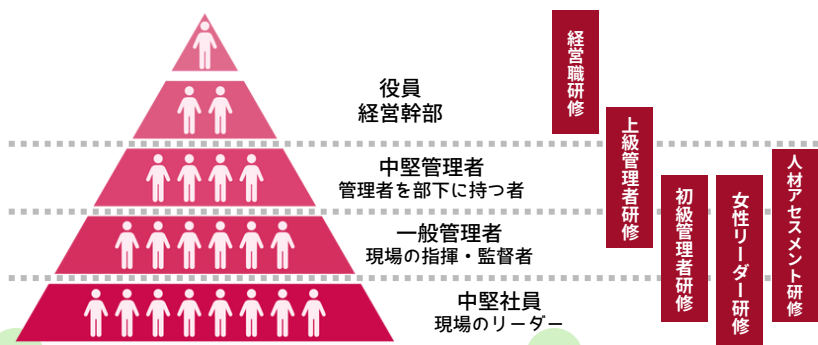 役員
経営幹部
中堅管理者
管理者を部下に持つ者
一般管理者
現場の指揮・監督者
中堅社員
現場のリーダー
経営職研修
上級管理者研修
初級管理者研修
女性リーダー研修
人材アセスメント研修